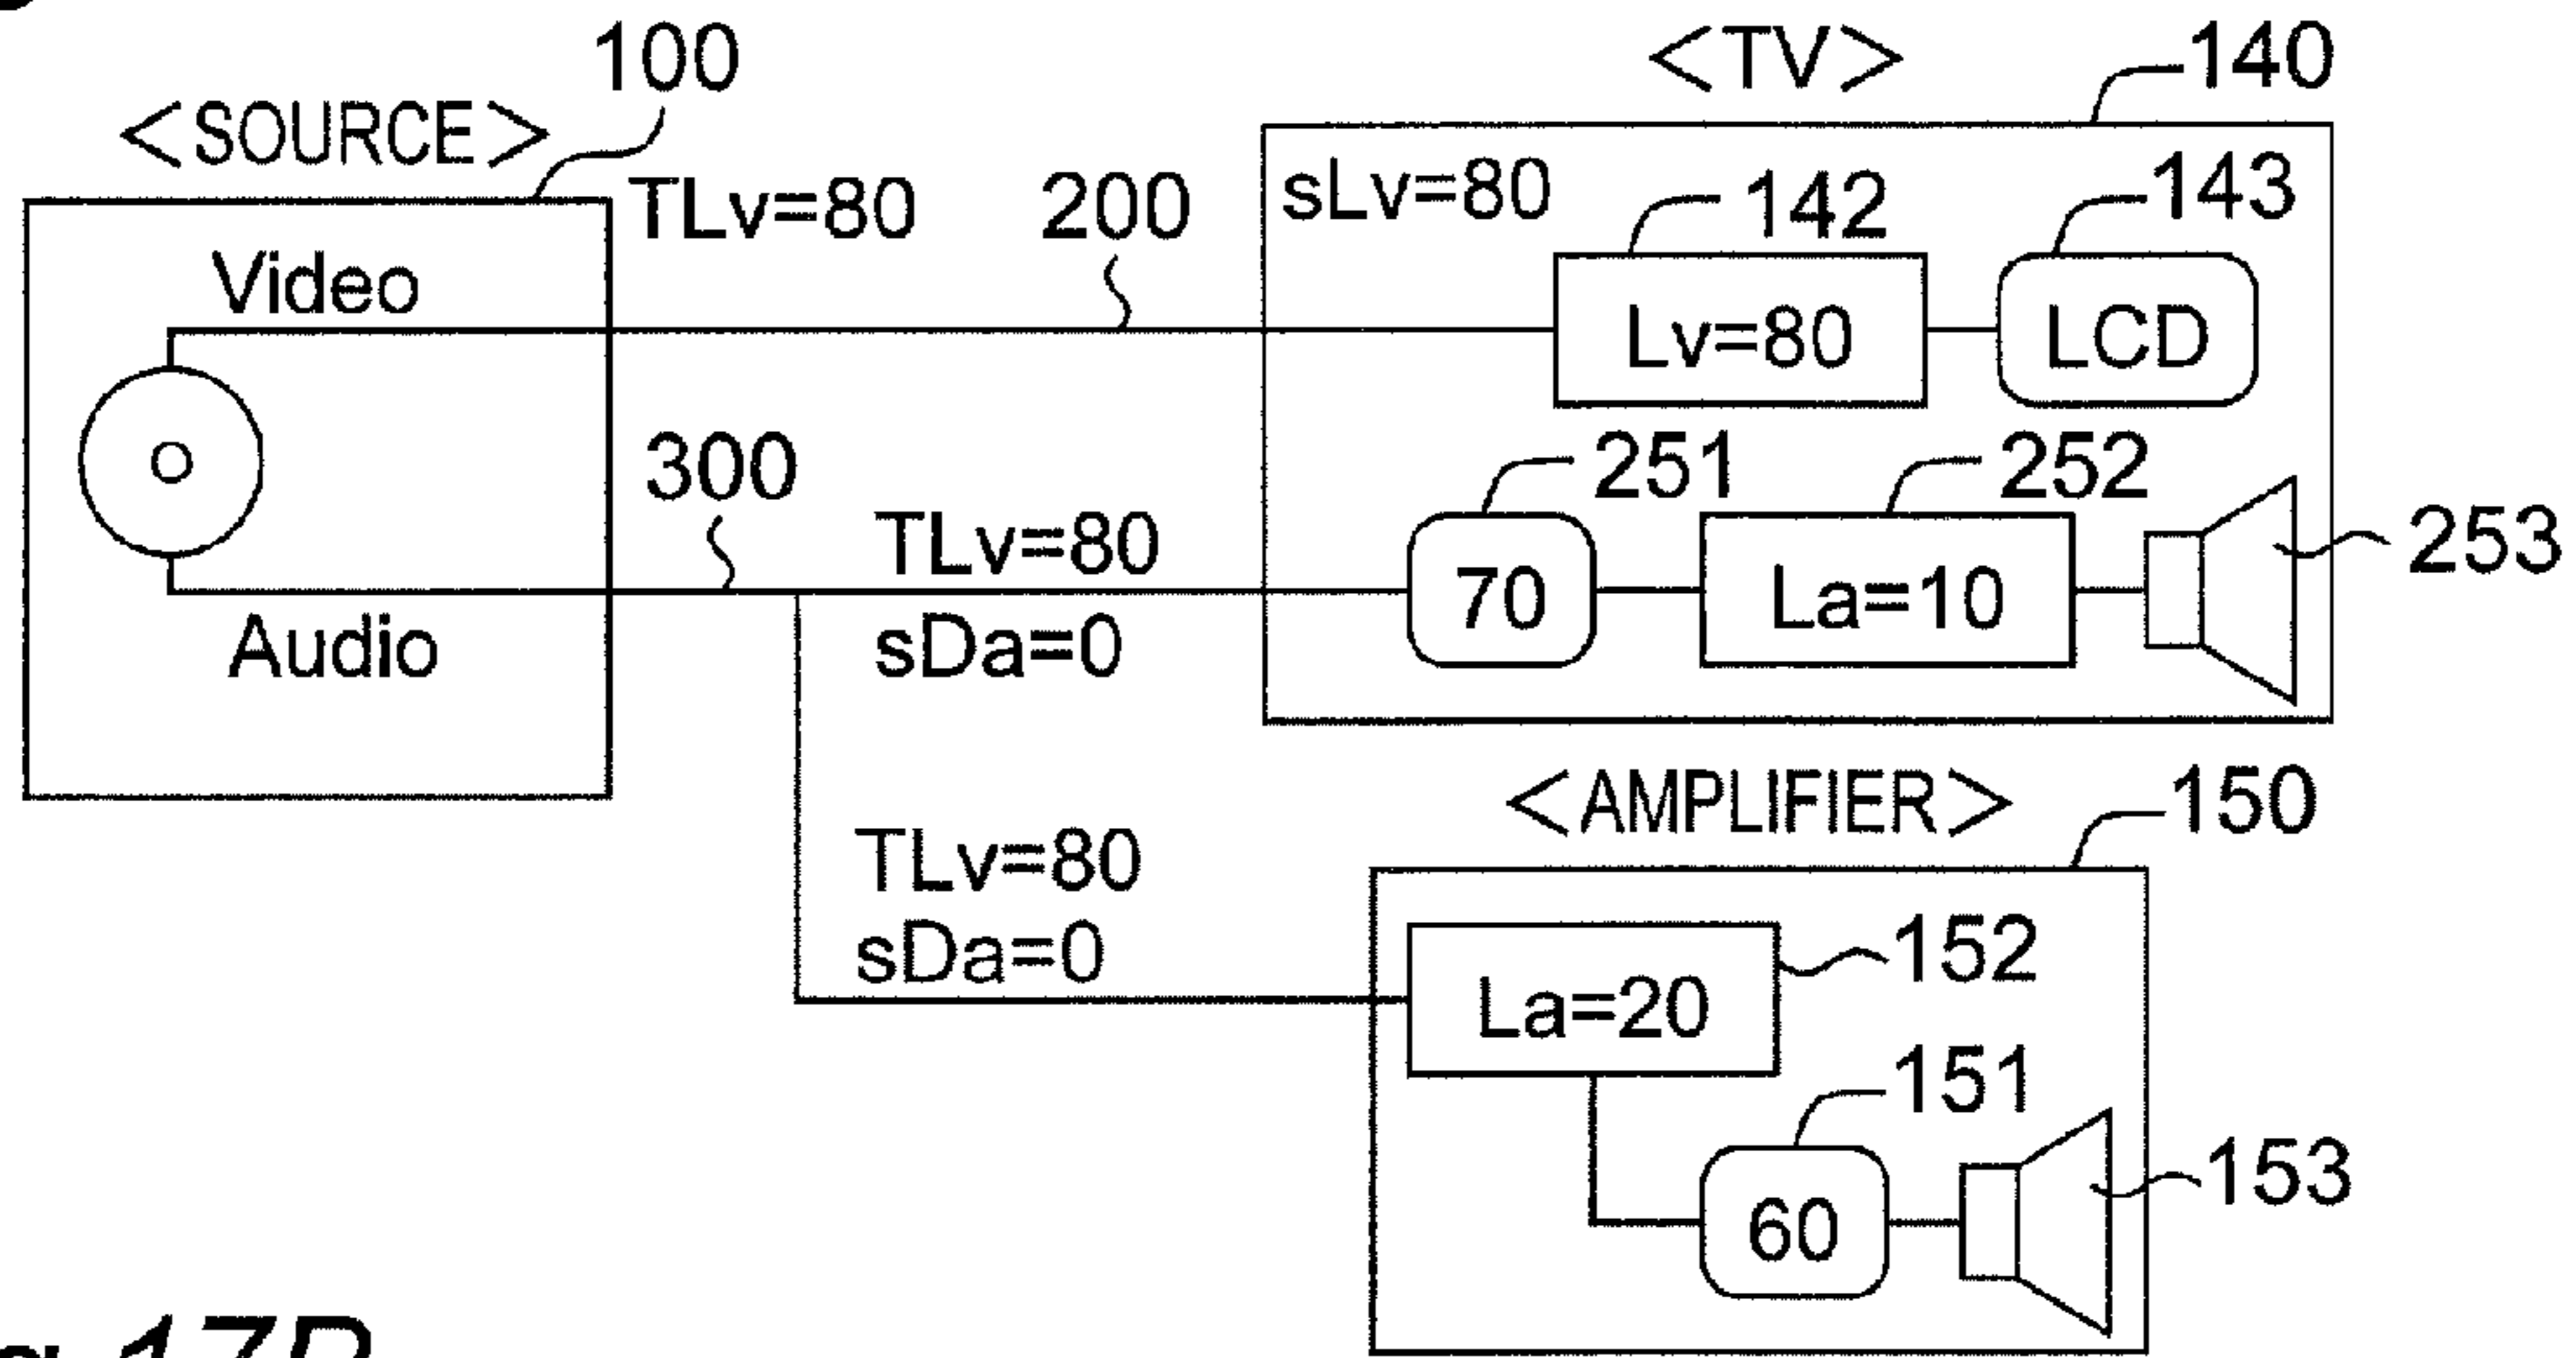 100
<TV>
140
<SOURCE>
TLv=80
200
sLv=80
142
143
Video
Lv=80
LCD
300
251
252
TLv=80
253
70
La=10
Audio
sDa=0
<AMPLIFIER>
150
TLv=80
sDa=0
152
La=20
151
153
60
17B